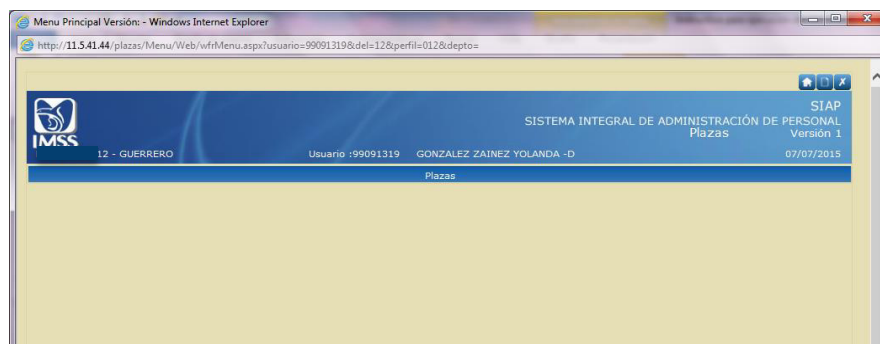 Menu Principal Versión: - Windows Internet Explorer
http://11.5.41.44/plazas/Menu/Web/wfrMenu.aspx?usuario=99091319&del=12&perfil=012&depto=
SIAP
SISTEMA INTEGRAL DE ADMINISTRACIÓN DE PERSONAL
Plazas Versión 1
IMSS
12 - GUERRERO Usuario :99091319 GONZALEZ ZAINEZ YOLANDA -D 07/07/2015
Plazas